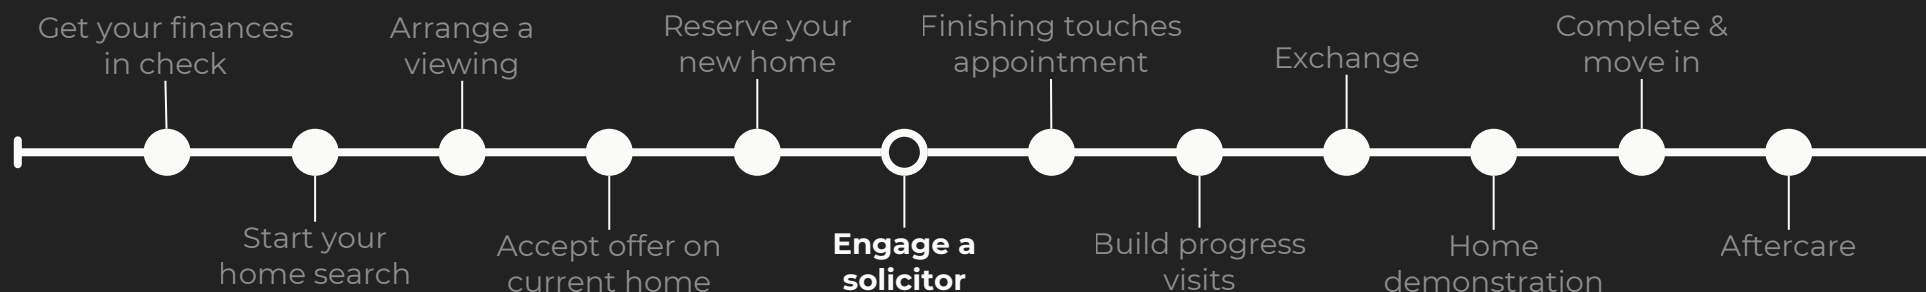 Get your finances
in check
Start your
home search
Arrange a
viewing
Accept offer on
current home
Reserve your
new home
Engage a
solicitor
Finishing touches
appointment
Build progress
visits
Exchange
Home
demonstration
Complete &
move in
Aftercare